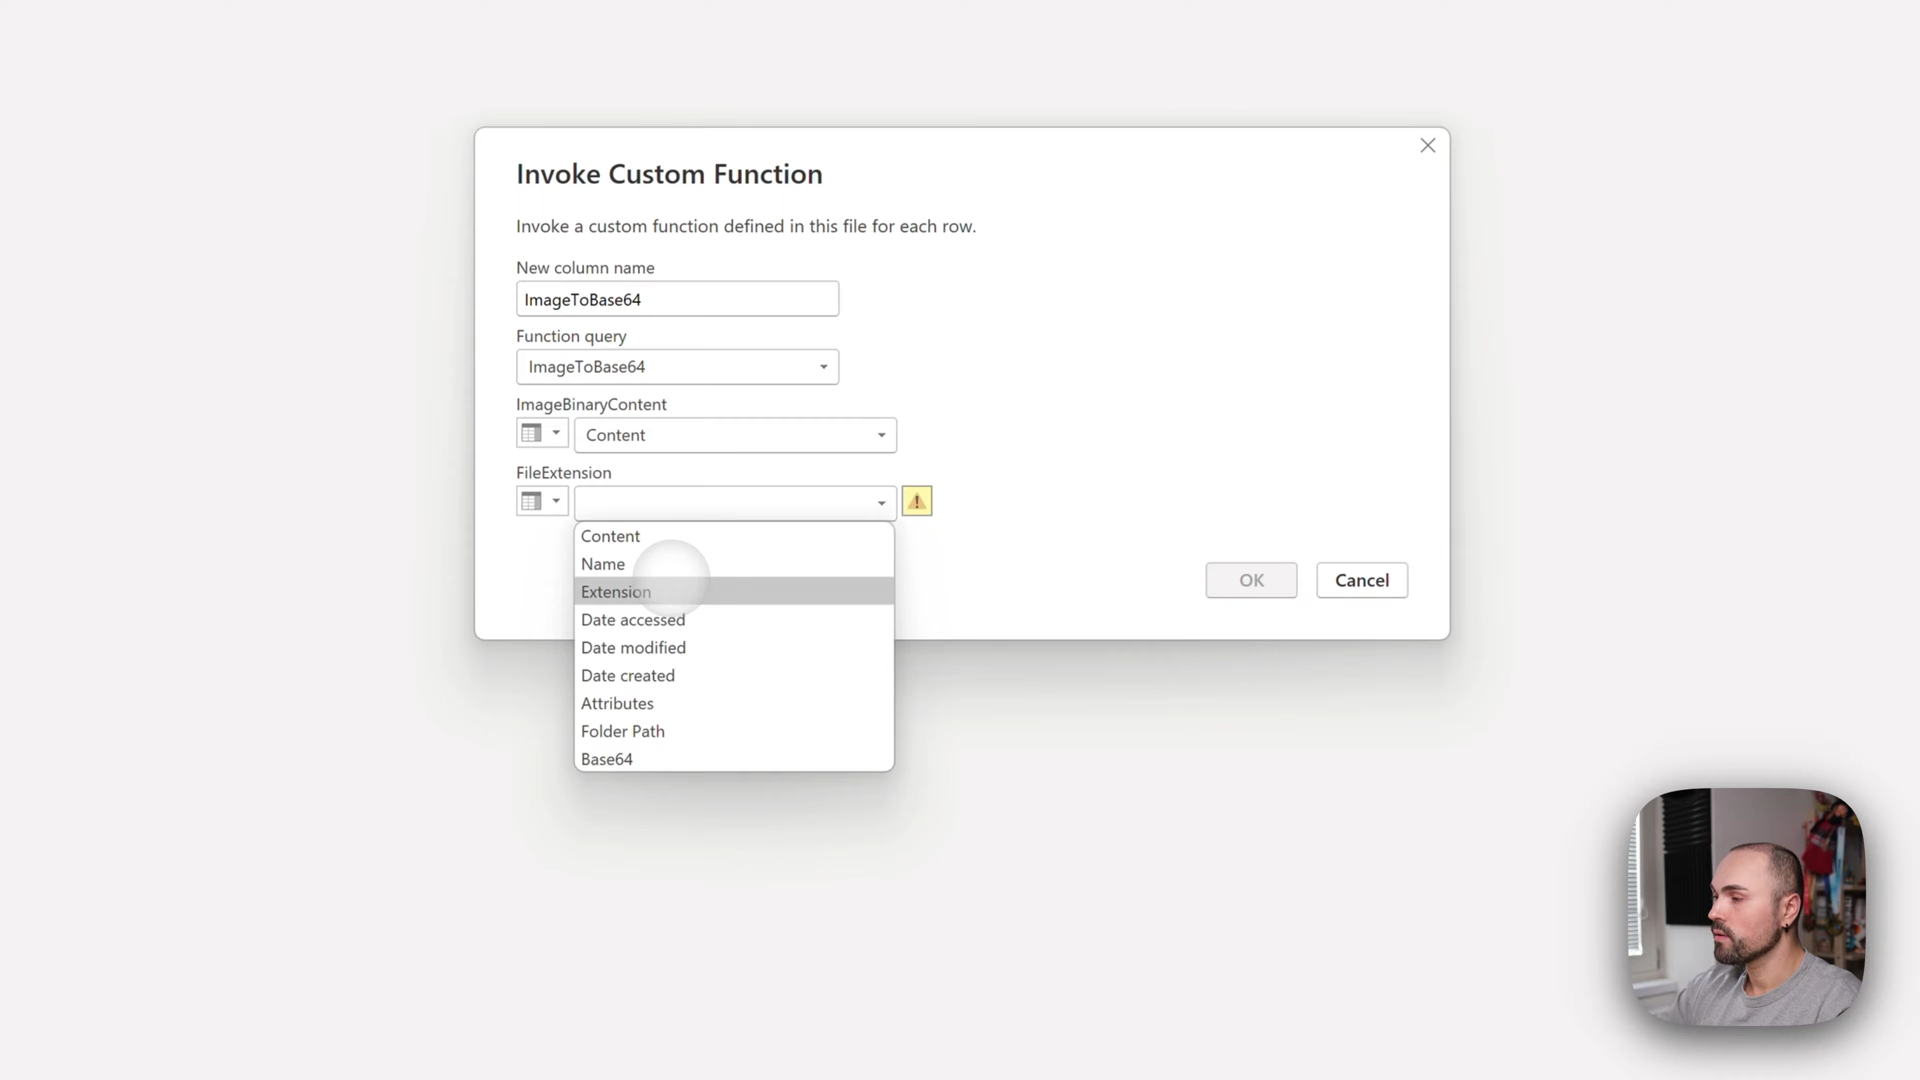 Invoke Custom Function
Invoke a custom function defined in this file for each row.
New column name
ImageToBase64
Function query
ImageToBase64
ImageBinaryContent
Content
FileExtension
Content
Name
Extension
Date accessed
Date modified
Date created
Attributes
Folder Path
Base64
OK
Cancel